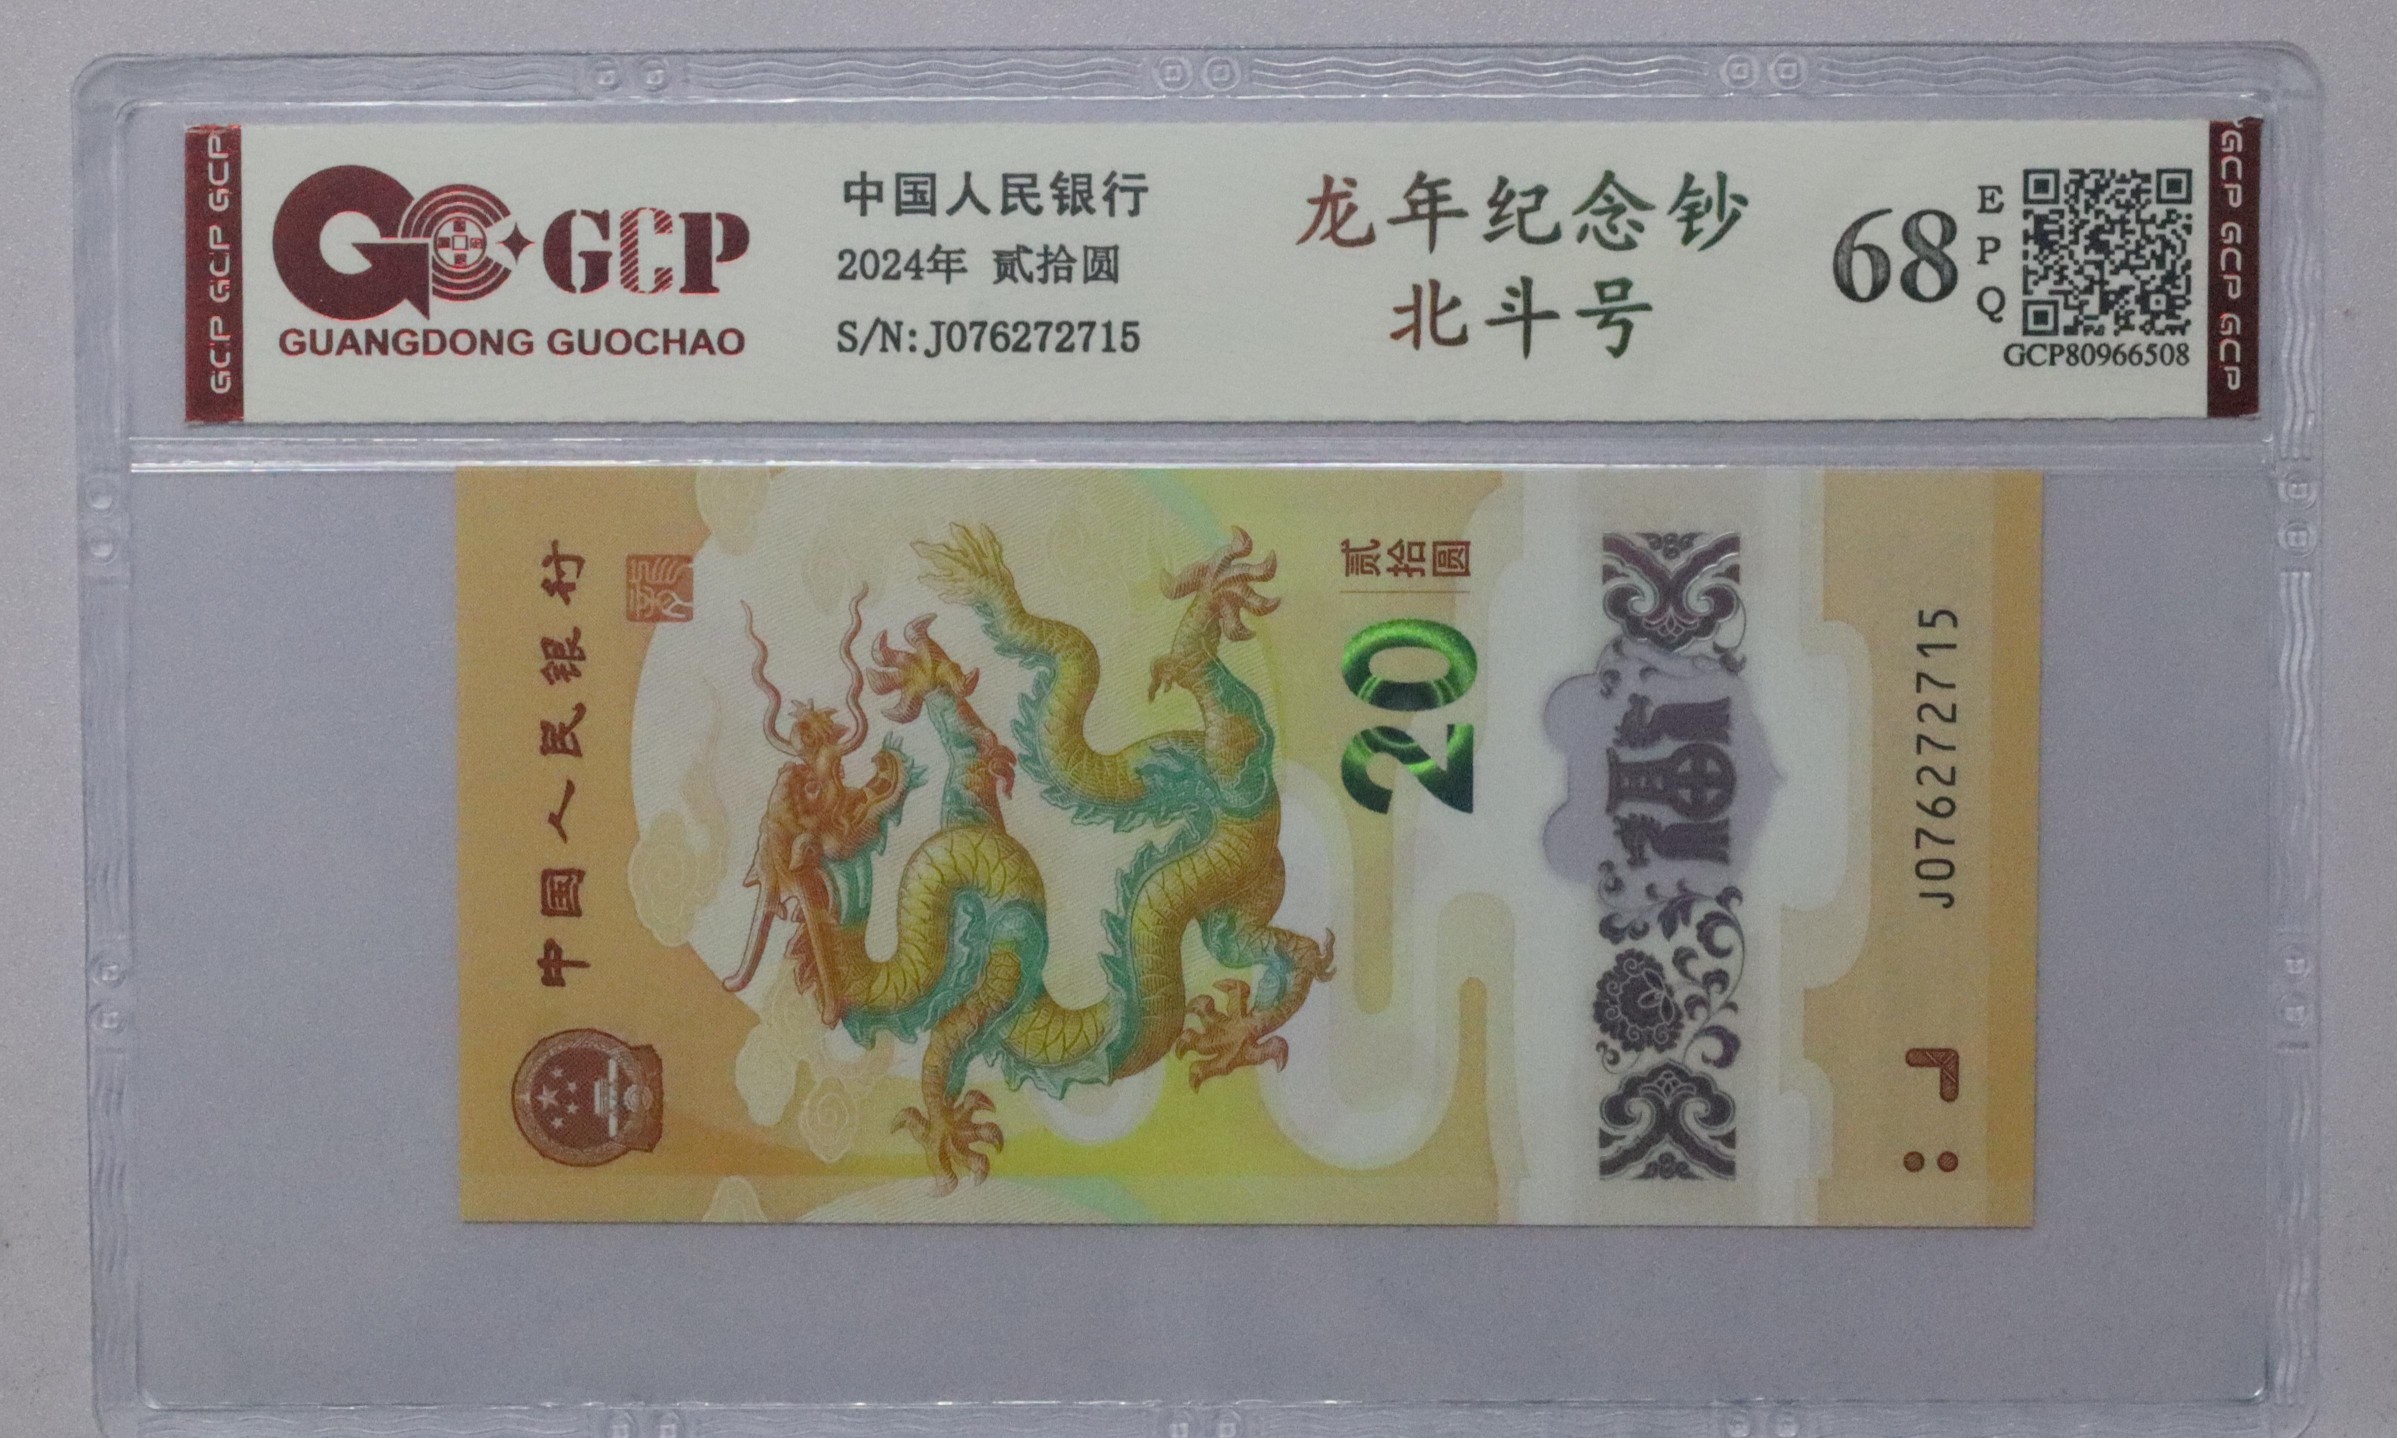 GCP GCP GCP
GCP
GUANGDONG GUOCHAO
中国人民银行
2024年 贰拾圆
S/N:J076272715
龙年纪念钞
北斗号
68
EPQ
GCP80966508
GCP GCP GCP
中国人民银行
贰拾圆
20
福
J076272715